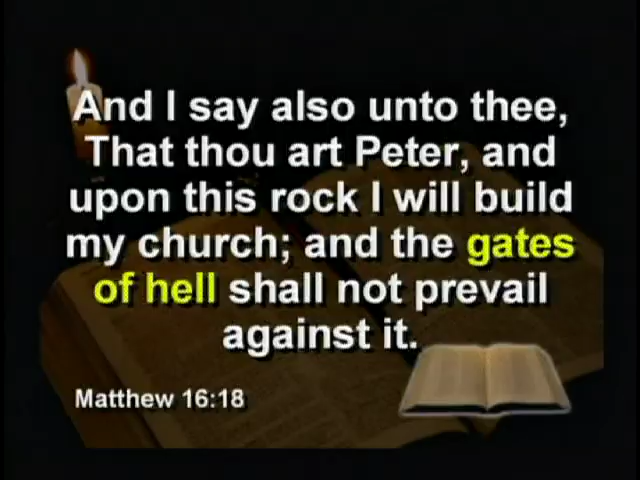 And I say also unto thee,
That thou art Peter, and
upon this rock I will build
my church; and the gates
of hell shall not prevail
against it.
Matthew 16:18